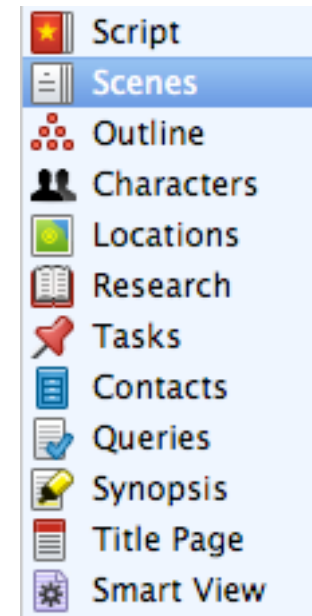 Script
Scenes
Outline
Characters
Locations
Research
Tasks
Contacts
Queries
Synopsis
Title Page
Smart View